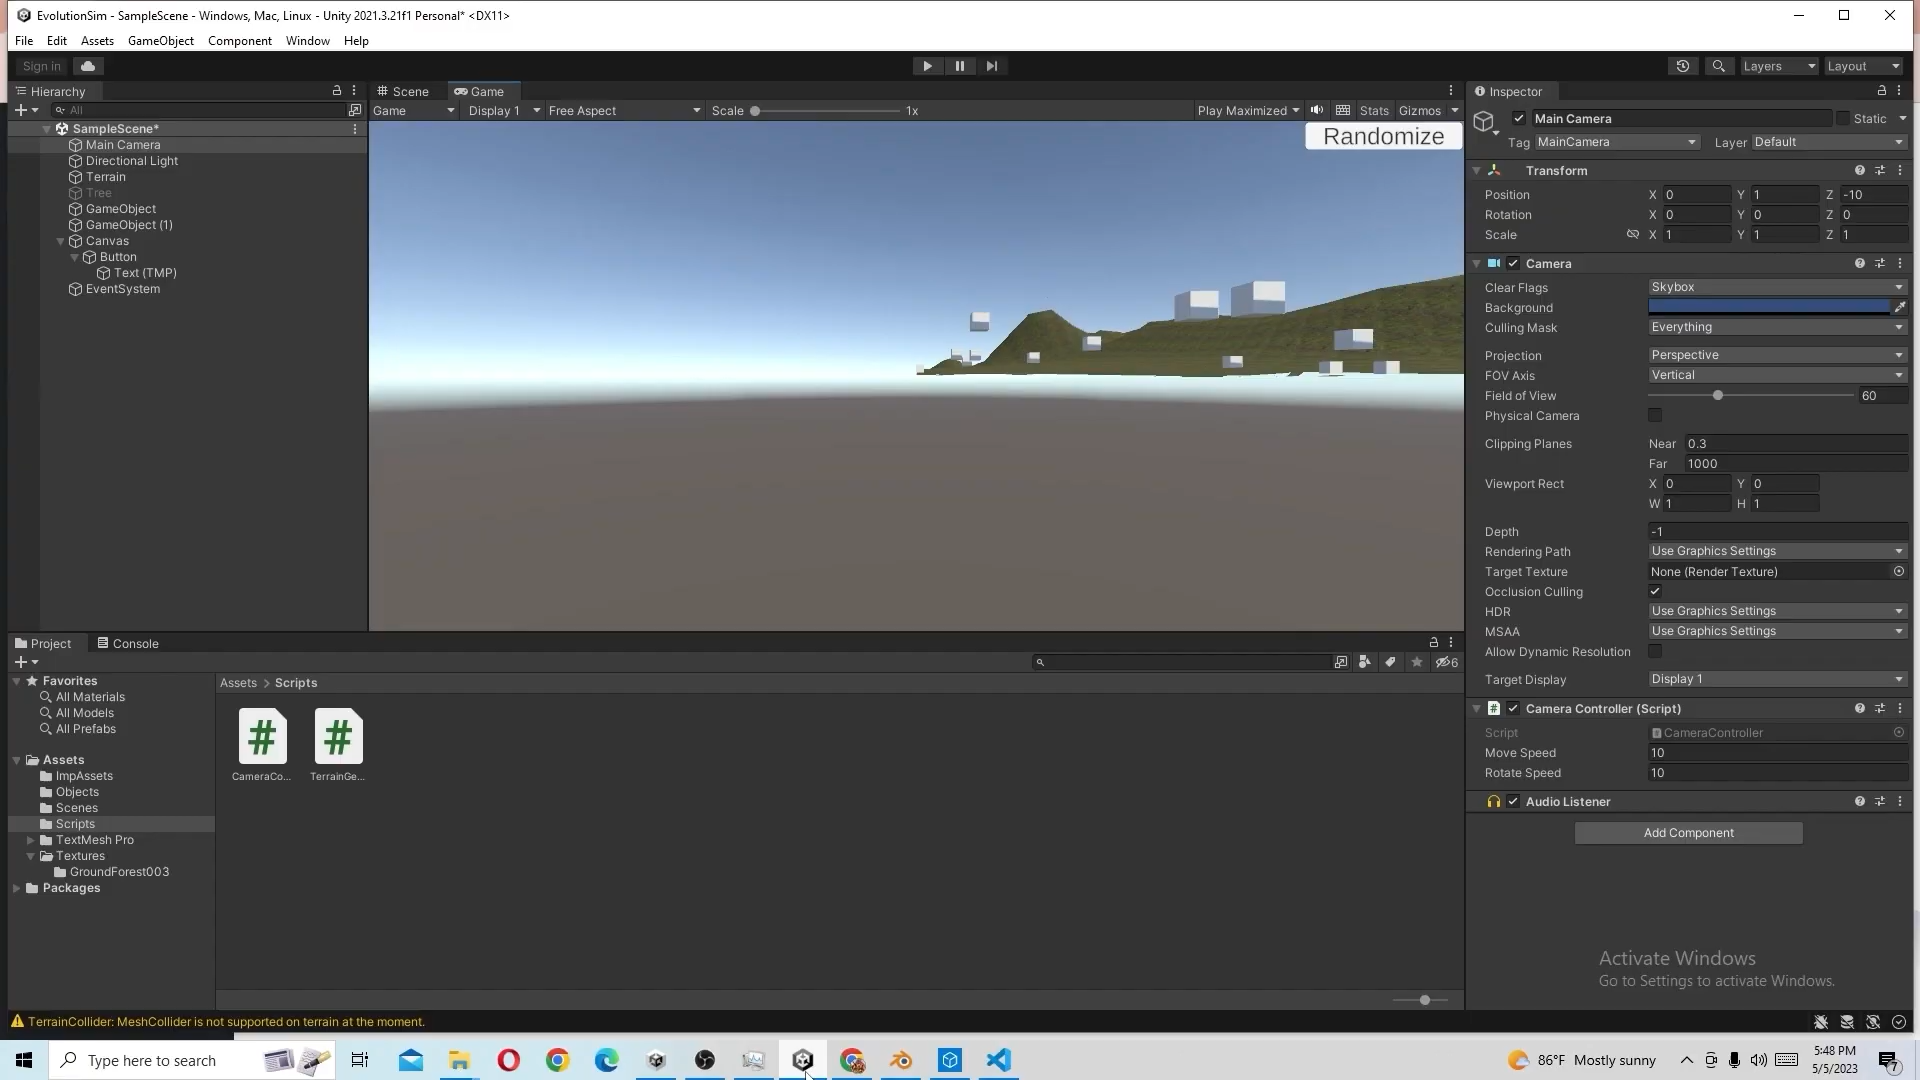 EvolutionSim - SampleScene - Windows, Mac, Linux - Unity 2021.3.21f1 Personal* <DX11>
File Edit Assets GameObject Component Window Help
Sign in
Layers Layout
Hierarchy
All
SampleScene*
Main Camera
Directional Light
Terrain
Tree
GameObject
GameObject (1)
Canvas
Button
Text (TMP)
EventSystem
Scene Game
Game Display 1 Free Aspect Scale 1x Play Maximized Stats Gizmos
Randomize
Inspector
Main Camera Static
Tag MainCamera Layer Default
Transform
Position X 0 Y 1 Z -10
Rotation X 0 Y 0 Z 0
Scale X 1 Y 1 Z 1
Camera
Clear Flags Skybox
Background
Culling Mask Everything
Projection Perspective
FOV Axis Vertical
Field of View 60
Physical Camera
Clipping Planes Near 0.3
Far 1000
Viewport Rect X 0 Y 0
W 1 H 1
Depth -1
Rendering Path Use Graphics Settings
Target Texture None (Render Texture)
Occlusion Culling
HDR Use Graphics Settings
MSAA Use Graphics Settings
Allow Dynamic Resolution
Target Display Display 1
# Camera Controller (Script)
Script CameraController
Move Speed 10
Rotate Speed 10
Audio Listener
Add Component
Project Console
6
Favorites
All Materials
All Models
All Prefabs
Assets
ImpAssets
Objects
Scenes
Scripts
TextMesh Pro
Textures
GroundForest003
Packages
Assets > Scripts
# #
CameraCo... TerrainGe...
Activate Windows
Go to Settings to activate Windows.
TerrainCollider: MeshCollider is not supported on terrain at the moment.
Type here to search
86°F Mostly sunny
5:48 PM
5/5/2023
7